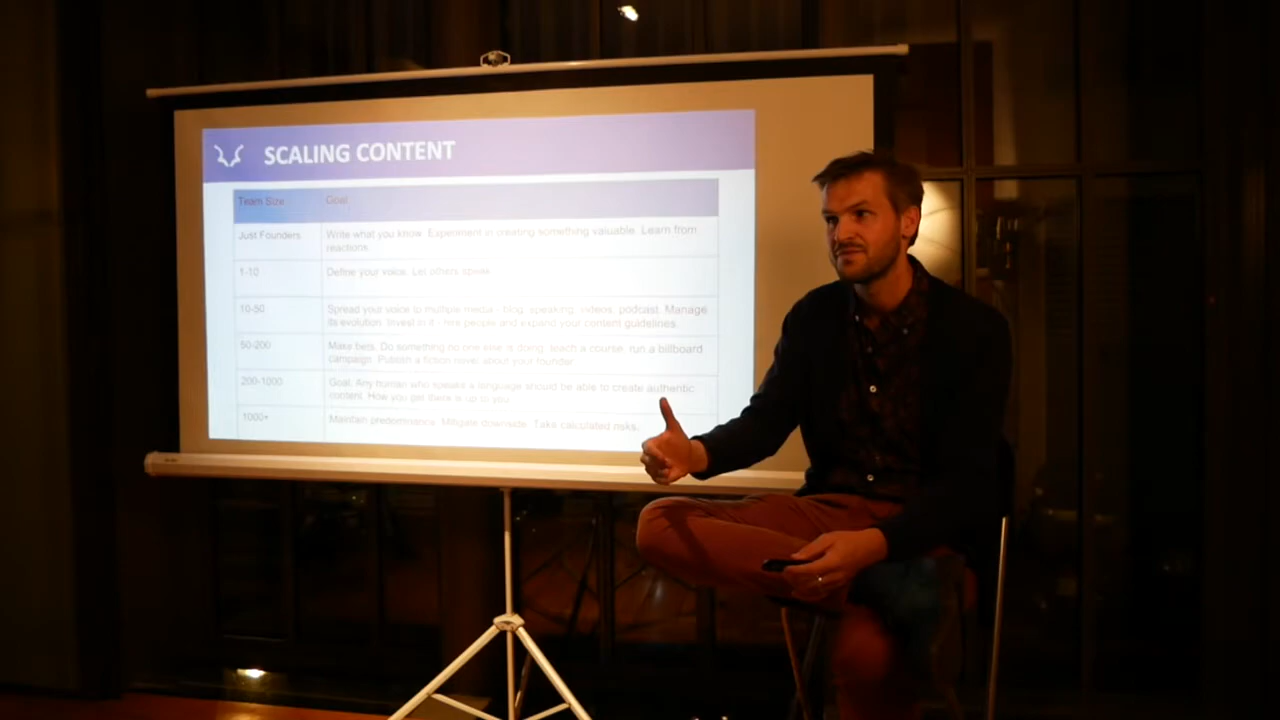 SCALING CONTENT
Team Size Goal
Just Founders Write what you know. Experiment in creating something valuable. Learn from
reactions.
1-10 Define your voice. Let others speak.
10-50 Spread your voice to multiple media - blog, speaking, videos, podcast. Manage
its evolution. Invest in it - hire people and expand your content guidelines.
50-200 Make bets. Do something no one else is doing: teach a course, run a billboard
campaign. Publish a fiction novel about your founder.
200-1000 Goal: Any human who speaks a language should be able to create authentic
content. How you get there is up to you.
1000+ Maintain predominance. Mitigate downside. Take calculated risks.